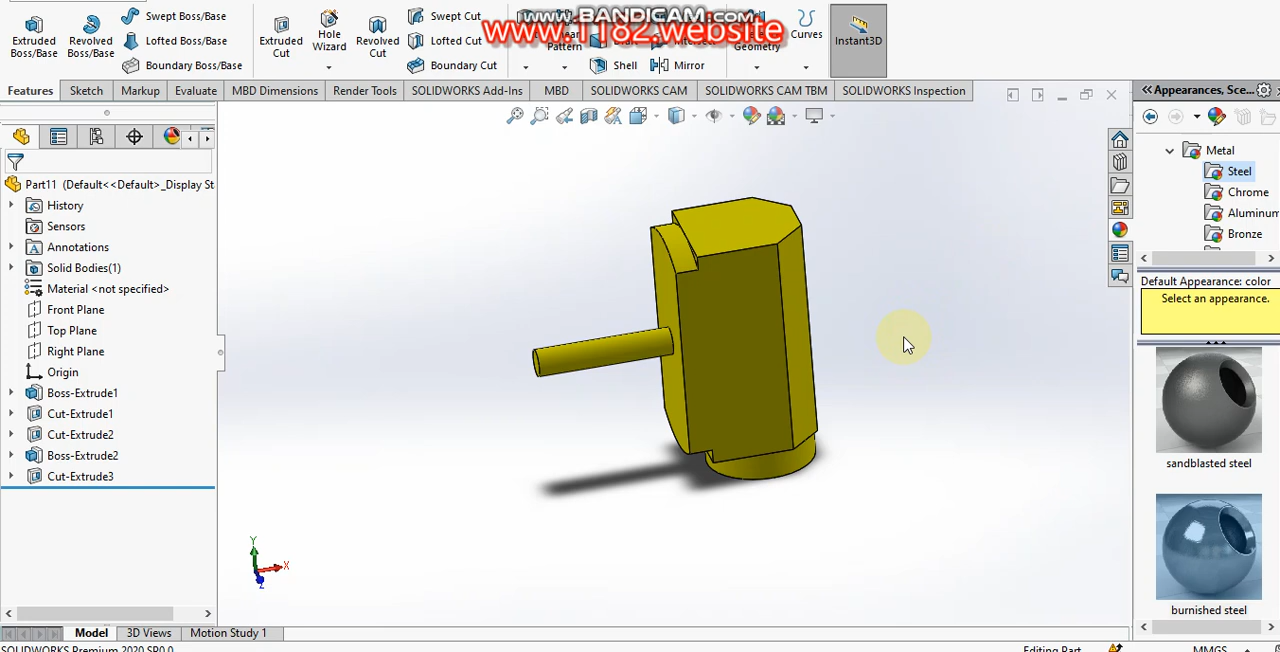 www.BANDICAM.com
www.1182.website
Extruded Boss/Base
Revolved Boss/Base
Swept Boss/Base
Lofted Boss/Base
Boundary Boss/Base
Extruded Cut
Hole Wizard
Revolved Cut
Swept Cut
Lofted Cut
Boundary Cut
Pattern
Shell
Mirror
Geometry
Curves
Instant3D
Features Sketch Markup Evaluate MBD Dimensions Render Tools SOLIDWORKS Add-Ins MBD SOLIDWORKS CAM SOLIDWORKS CAM TBM SOLIDWORKS Inspection
Part11 (Default<<Default>_Display St
History
Sensors
Annotations
Solid Bodies(1)
Material <not specified>
Front Plane
Top Plane
Right Plane
Origin
Boss-Extrude1
Cut-Extrude1
Cut-Extrude2
Boss-Extrude2
Cut-Extrude3
Y
X
Z
Appearances, Sce...
Metal
Steel
Chrome
Aluminum
Bronze
Default Appearance: color
Select an appearance.
sandblasted steel
burnished steel
Model 3D Views Motion Study 1
SOLIDWORKS Premium 2020 SP0.0
Editing Part
MMGS